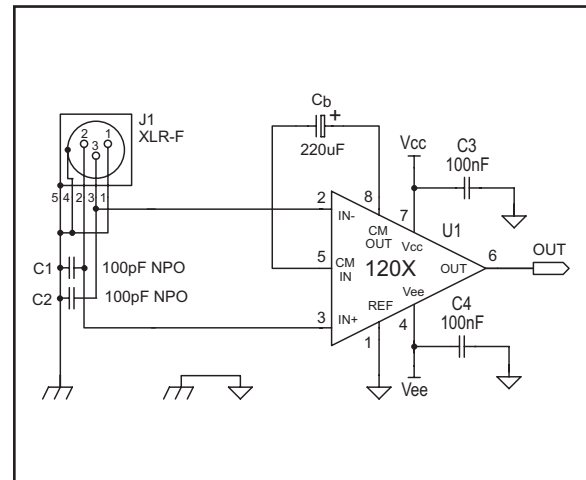 J1
XLR-F
2
1
3
5 4 2 3 1
C1
100pF NPO
C2
100pF NPO
Cb
+
220uF
Vcc
C3
100nF
2
IN-
8
CM
OUT
7
Vcc
U1
5
CM
IN
120X
OUT
6
OUT
3
IN+
REF
1
Vee
4
C4
100nF
Vee